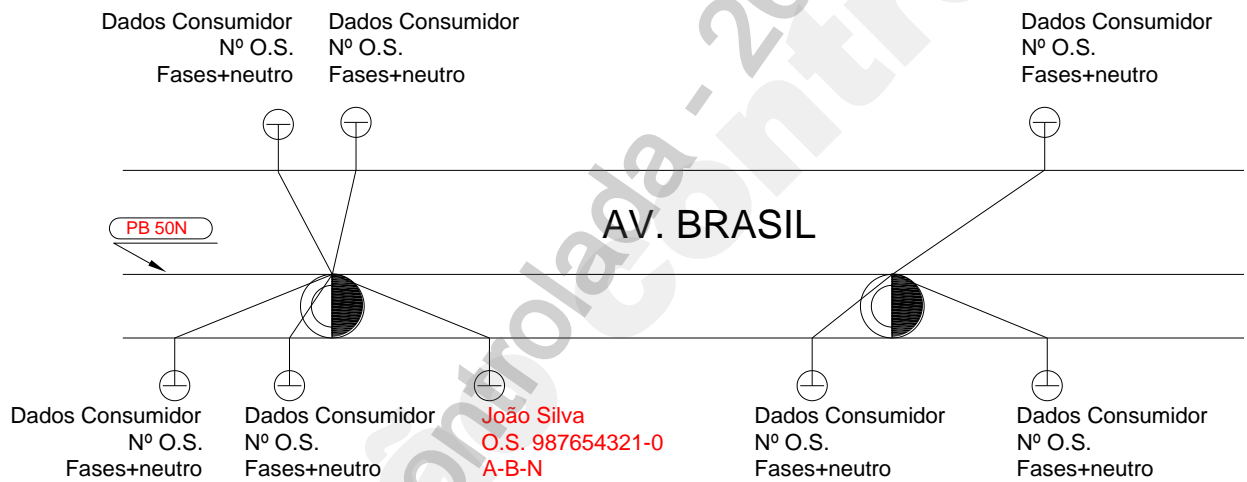 Dados Consumidor
Nº O.S.
Fases+neutro
Dados Consumidor
Nº O.S.
Fases+neutro
Dados Consumidor
Nº O.S.
Fases+neutro
PB 50N
AV. BRASIL
Dados Consumidor
Nº O.S.
Fases+neutro
Dados Consumidor
Nº O.S.
Fases+neutro
João Silva
O.S. 987654321-0
A-B-N
Dados Consumidor
Nº O.S.
Fases+neutro
Dados Consumidor
Nº O.S.
Fases+neutro